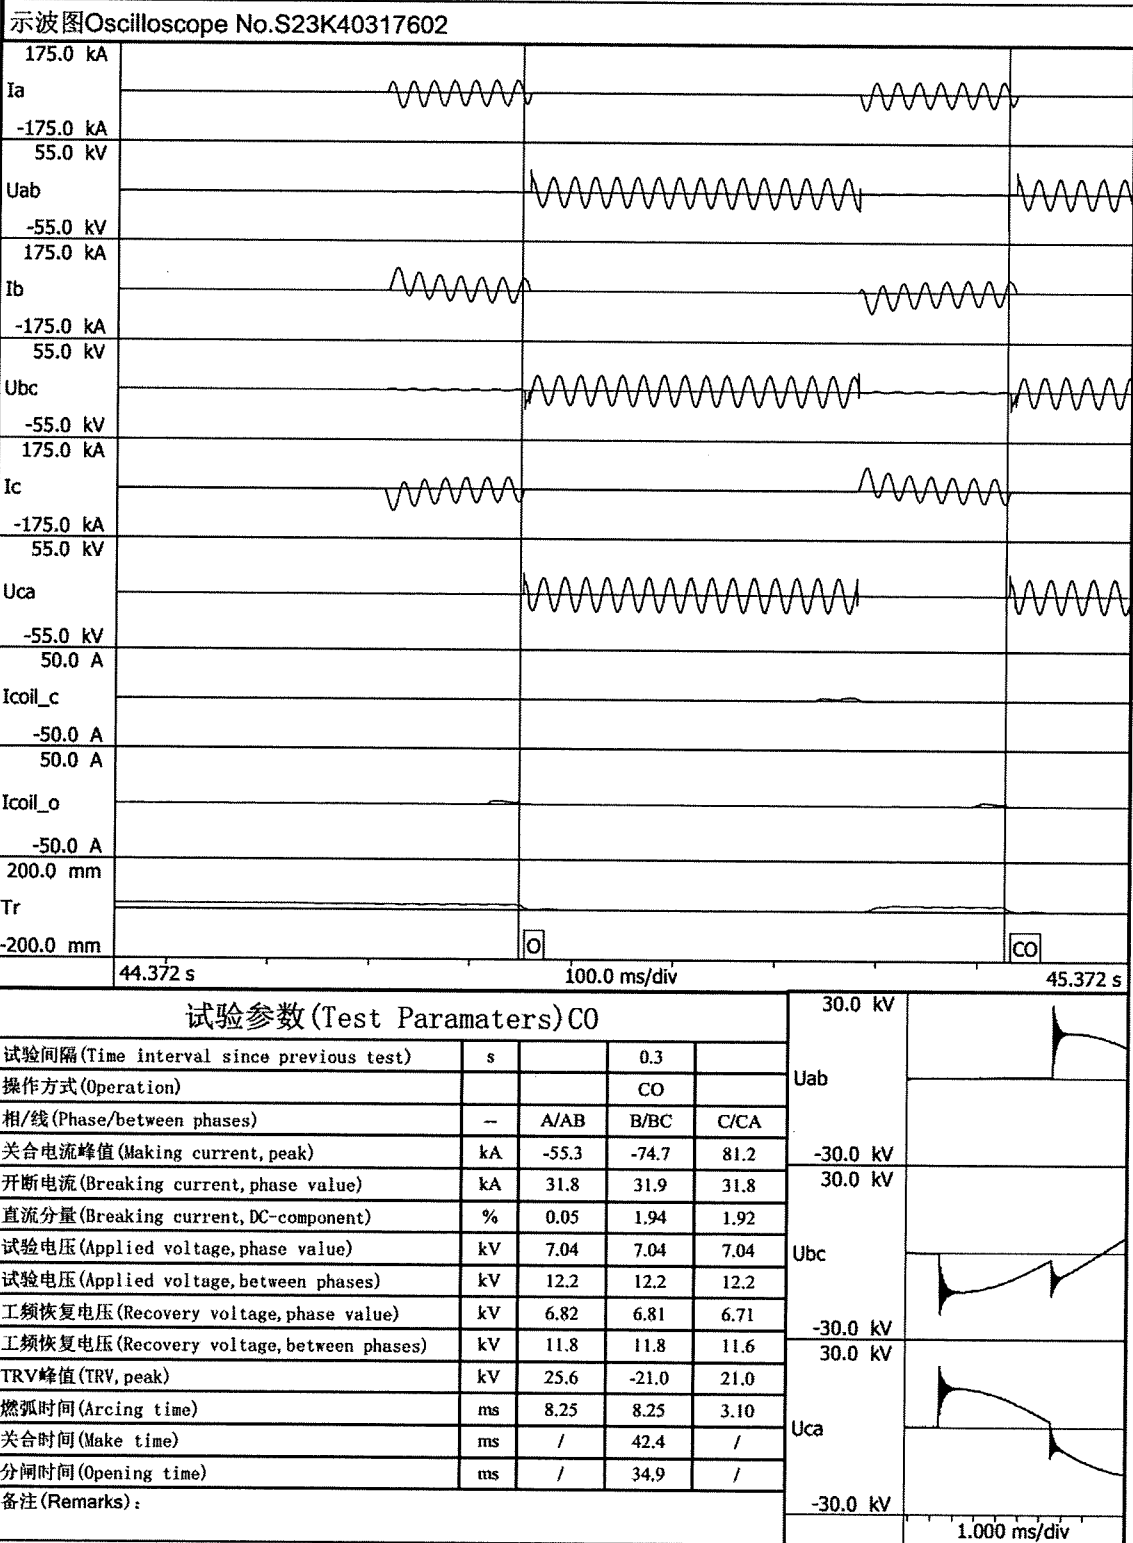 示波图Oscilloscope No.S23K40317602
175.0 kA
Ia
-175.0 kA
55.0 kV
Uab
-55.0 kV
175.0 kA
Ib
-175.0 kA
55.0 kV
Ubc
-55.0 kV
175.0 kA
Ic
-175.0 kA
55.0 kV
Uca
-55.0 kV
50.0 A
Icoil_c
-50.0 A
50.0 A
Icoil_o
-50.0 A
200.0 mm
Tr
-200.0 mm
O CO
44.372 s 100.0 ms/div 45.372 s
试验参数(Test Paramaters)CO
试验间隔(Time interval since previous test) s 0.3
操作方式(Operation) CO
相/线(Phase/between phases) -- A/AB B/BC C/CA
关合电流峰值(Making current,peak) kA -55.3 -74.7 81.2
开断电流(Breaking current,phase value) kA 31.8 31.9 31.8
直流分量(Breaking current,DC-component) % 0.05 1.94 1.92
试验电压(Applied voltage,phase value) kV 7.04 7.04 7.04
试验电压(Applied voltage,between phases) kV 12.2 12.2 12.2
工频恢复电压(Recovery voltage,phase value) kV 6.82 6.81 6.71
工频恢复电压(Recovery voltage,between phases) kV 11.8 11.8 11.6
TRV峰值(TRV,peak) kV 25.6 -21.0 21.0
燃弧时间(Arcing time) ms 8.25 8.25 3.10
关合时间(Make time) ms / 42.4 /
分闸时间(Opening time) ms / 34.9 /
备注(Remarks):
30.0 kV
Uab
-30.0 kV
30.0 kV
Ubc
-30.0 kV
30.0 kV
Uca
-30.0 kV
1.000 ms/div